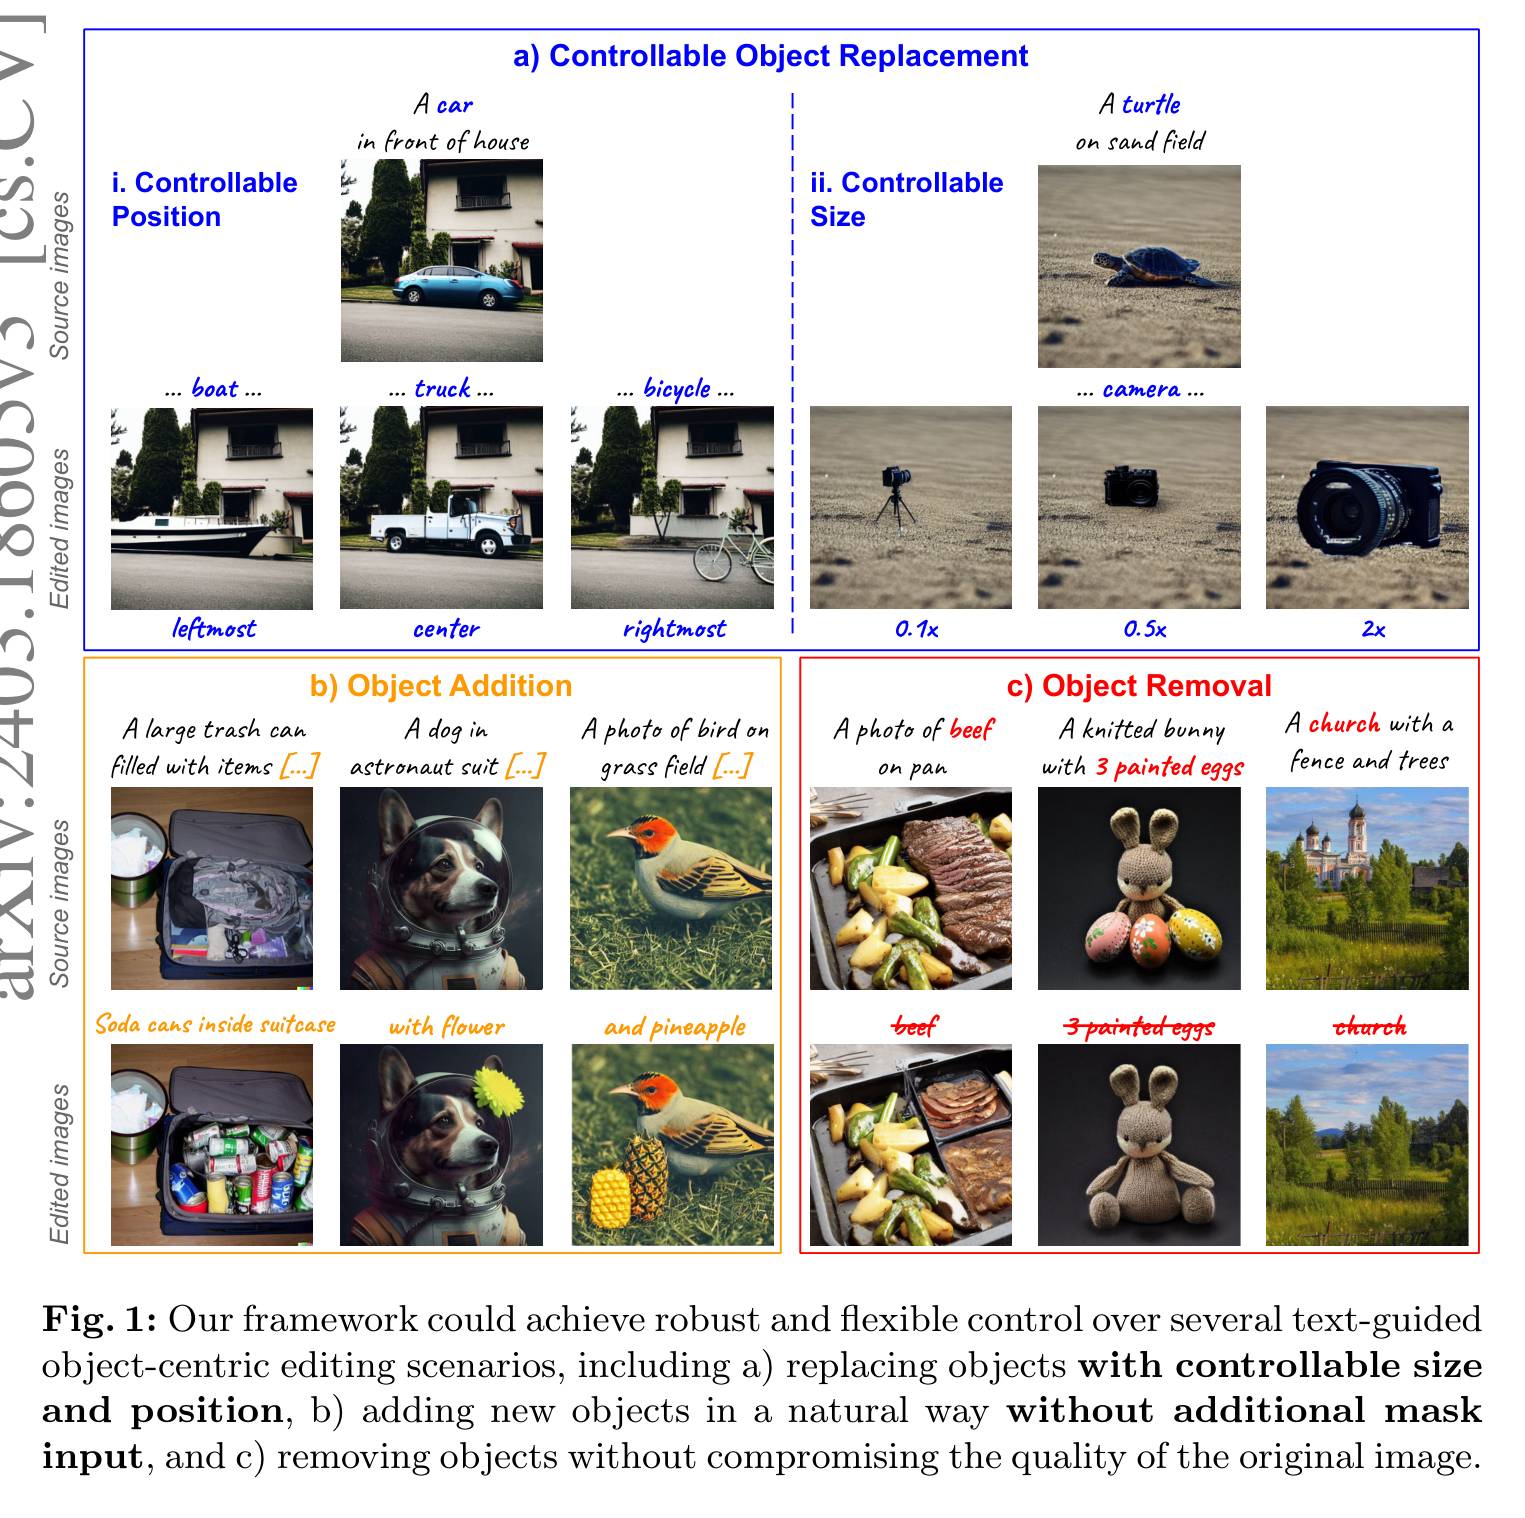 arXiv:2403.18605v3 [cs.CV]
a) Controllable Object Replacement
A car
in front of house
i. Controllable
Position
A turtle
on sand field
ii. Controllable
Size
Source images
... boat ...
... truck ...
... bicycle ...
... camera ...
Edited images
leftmost
center
rightmost
0.1x
0.5x
2x
b) Object Addition
A large trash can
filled with items [...]
A dog in
astronaut suit [...]
A photo of bird on
grass field [...]
Source images
Soda cans inside suitcase
with flower
and pineapple
Edited images
c) Object Removal
A photo of beef
on pan
A knitted bunny
with 3 painted eggs
A church with a
fence and trees
beef
3 painted eggs
church
Fig. 1: Our framework could achieve robust and flexible control over several text-guided
object-centric editing scenarios, including a) replacing objects with controllable size
and position, b) adding new objects in a natural way without additional mask
input, and c) removing objects without compromising the quality of the original image.